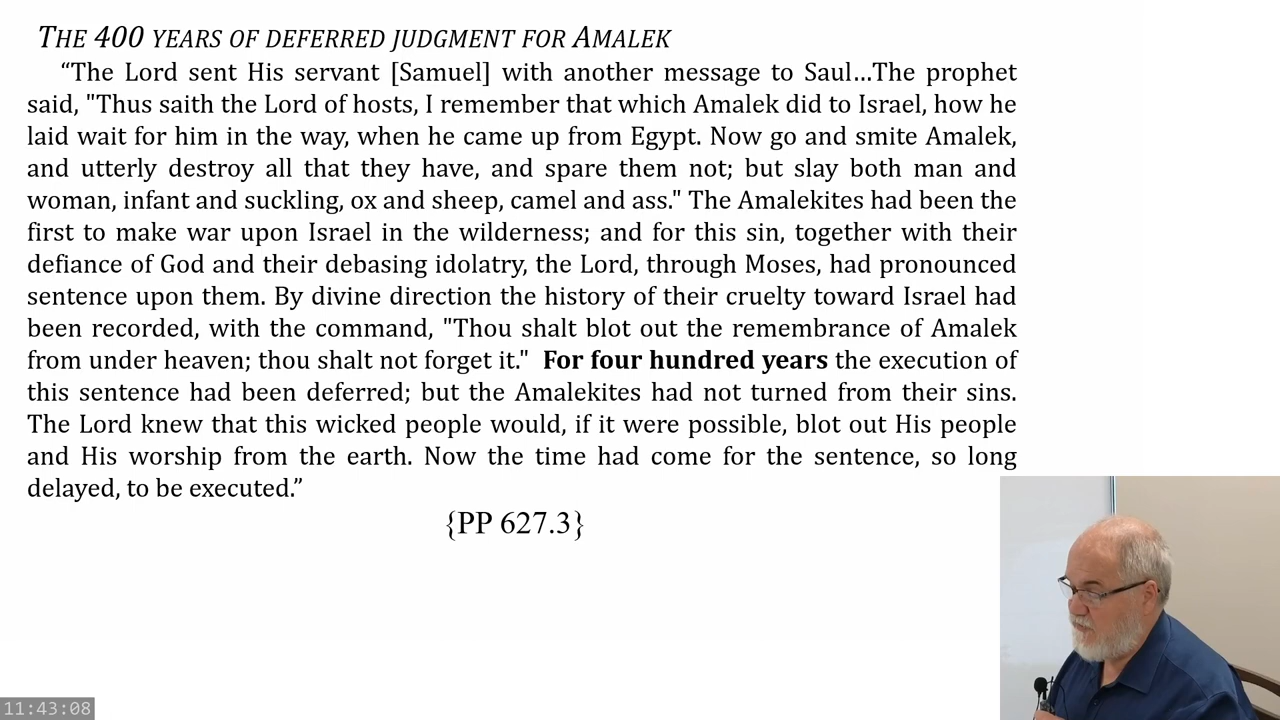 THE 400 YEARS OF DEFERRED JUDGMENT FOR AMALEK
“The Lord sent His servant [Samuel] with another message to Saul…The prophet
said, "Thus saith the Lord of hosts, I remember that which Amalek did to Israel, how he
laid wait for him in the way, when he came up from Egypt. Now go and smite Amalek,
and utterly destroy all that they have, and spare them not; but slay both man and
woman, infant and suckling, ox and sheep, camel and ass." The Amalekites had been the
first to make war upon Israel in the wilderness; and for this sin, together with their
defiance of God and their debasing idolatry, the Lord, through Moses, had pronounced
sentence upon them. By divine direction the history of their cruelty toward Israel had
been recorded, with the command, "Thou shalt blot out the remembrance of Amalek
from under heaven; thou shalt not forget it." For four hundred years the execution of
this sentence had been deferred; but the Amalekites had not turned from their sins.
The Lord knew that this wicked people would, if it were possible, blot out His people
and His worship from the earth. Now the time had come for the sentence, so long
delayed, to be executed.”
{PP 627.3}
11:43:08